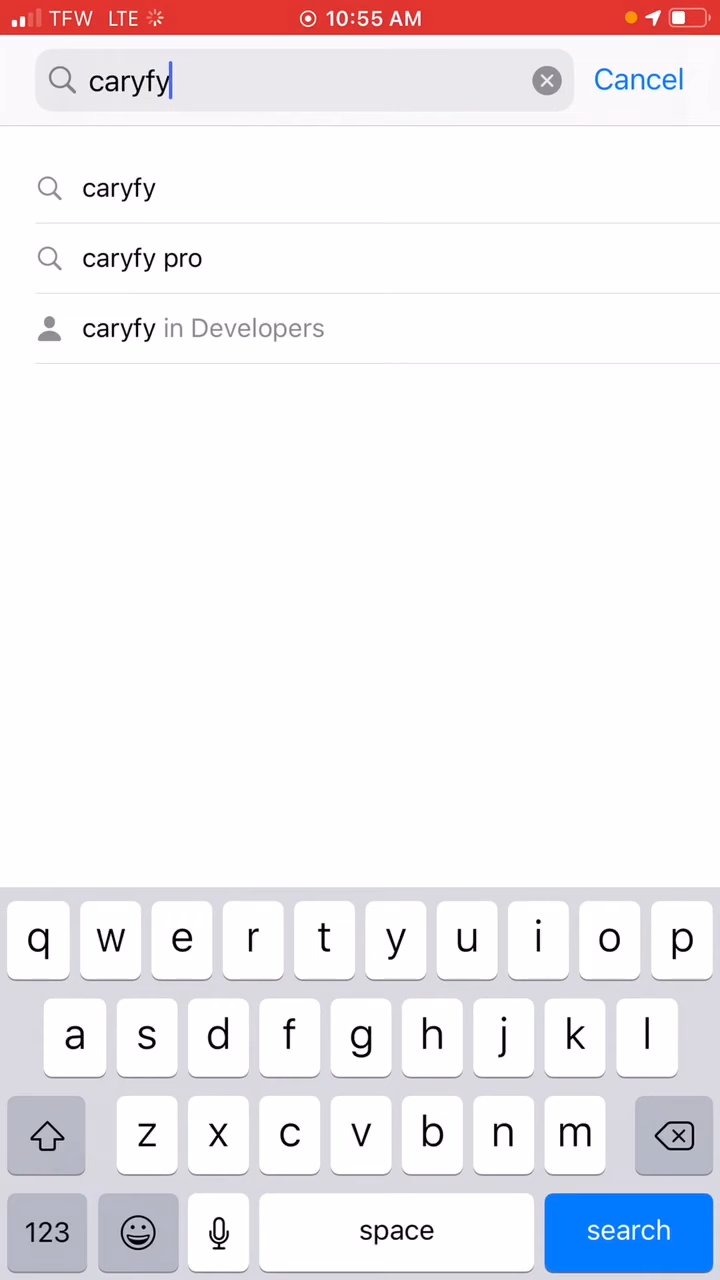 TFW LTE 10:55 AM
caryfy Cancel
caryfy
caryfy pro
caryfy in Developers
q w e r t y u i o p
a s d f g h j k l
z x c v b n m
123 space search